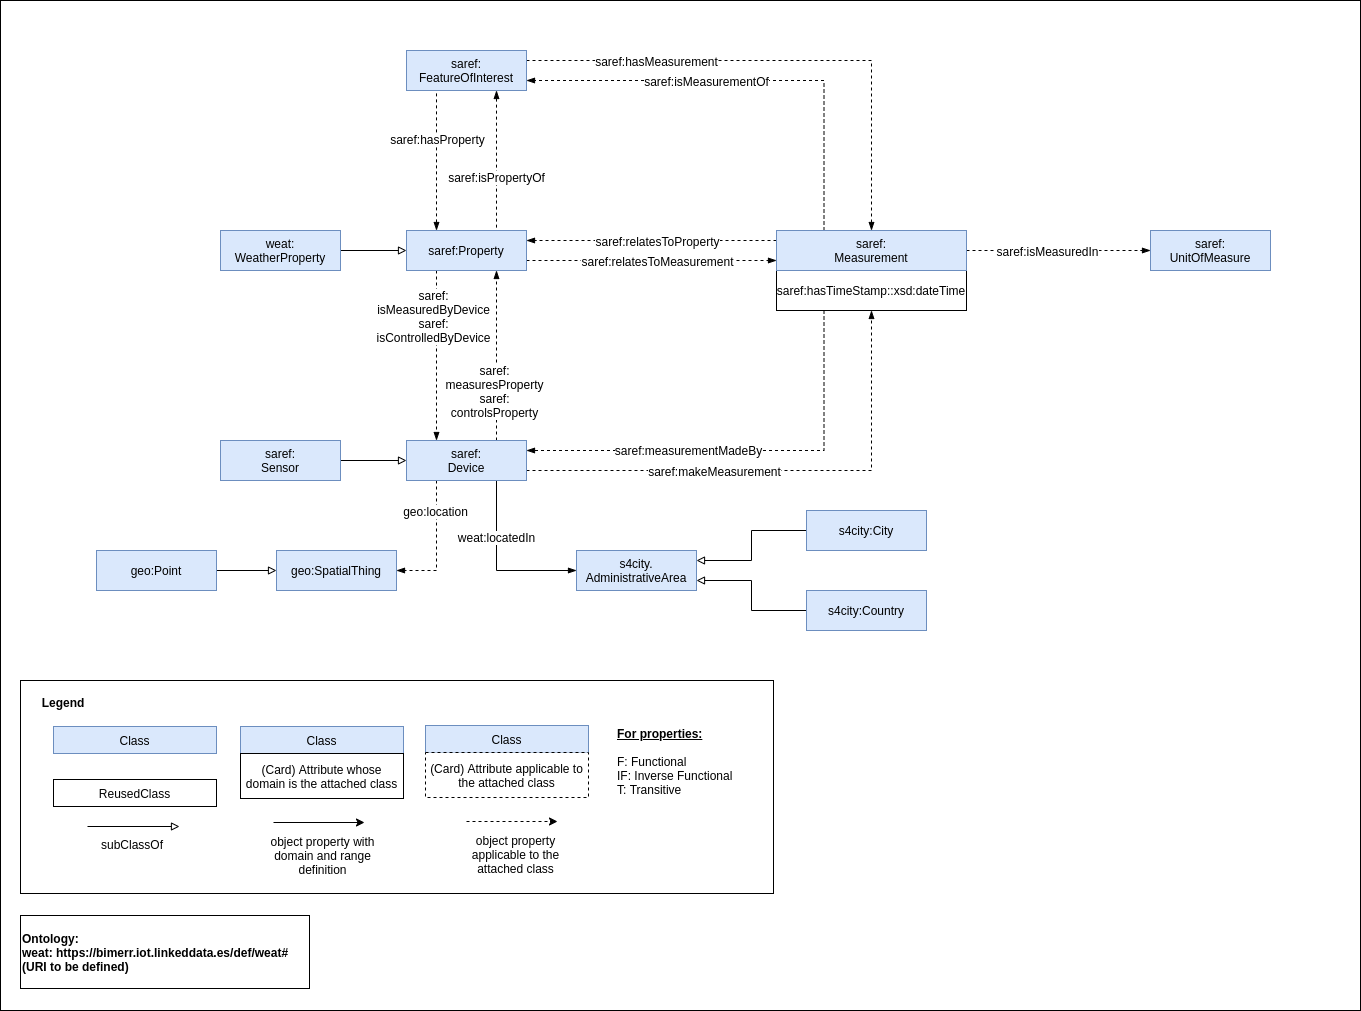 saref:
FeatureOfInterest
saref:hasMeasurement
saref:isMeasurementOf
saref:hasProperty
saref:isPropertyOf
weat:
WeatherProperty
saref:Property
saref:relatesToProperty
saref:relatesToMeasurement
saref:
Measurement
saref:hasTimeStamp::xsd:dateTime
saref:isMeasuredIn
saref:
UnitOfMeasure
saref:
isMeasuredByDevice
saref:
isControlledByDevice
saref:
measuresProperty
saref:
controlsProperty
saref:
Sensor
saref:
Device
saref:measurementMadeBy
saref:makeMeasurement
geo:location
weat:locatedIn
geo:Point
geo:SpatialThing
s4city.
AdministrativeArea
s4city:City
s4city:Country
Legend
Class
ReusedClass
subClassOf
Class
(Card) Attribute whose
domain is the attached class
object property with
domain and range
definition
Class
(Card) Attribute applicable to
the attached class
object property
applicable to the
attached class
For properties:
F: Functional
IF: Inverse Functional
T: Transitive
Ontology:
weat: https://bimerr.iot.linkeddata.es/def/weat#
(URI to be defined)